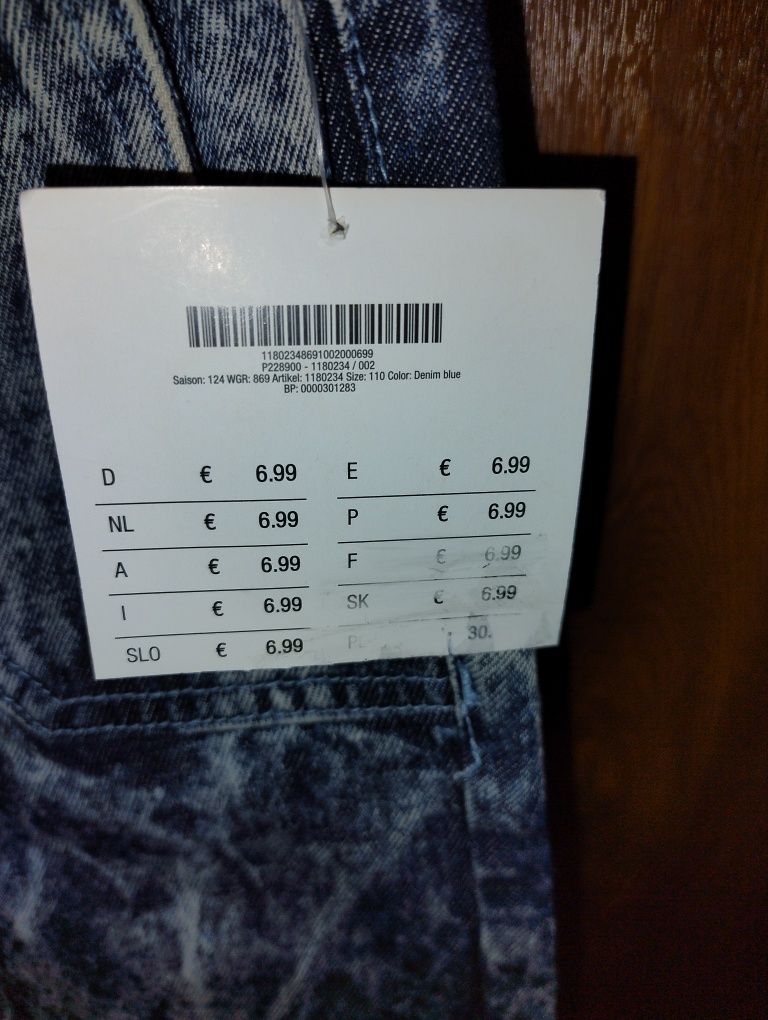 11802348691002000699
P228900 - 1180234 / 002
Saison: 124 WGR: 869 Artikel: 1180234 Size: 110 Color: Denim blue
BP: 0000301283
D € 6.99 E € 6.99
NL € 6.99 P € 6.99
A € 6.99 F € 6.99
I € 6.99 SK € 6.99
SLO € 6.99 PL 30.